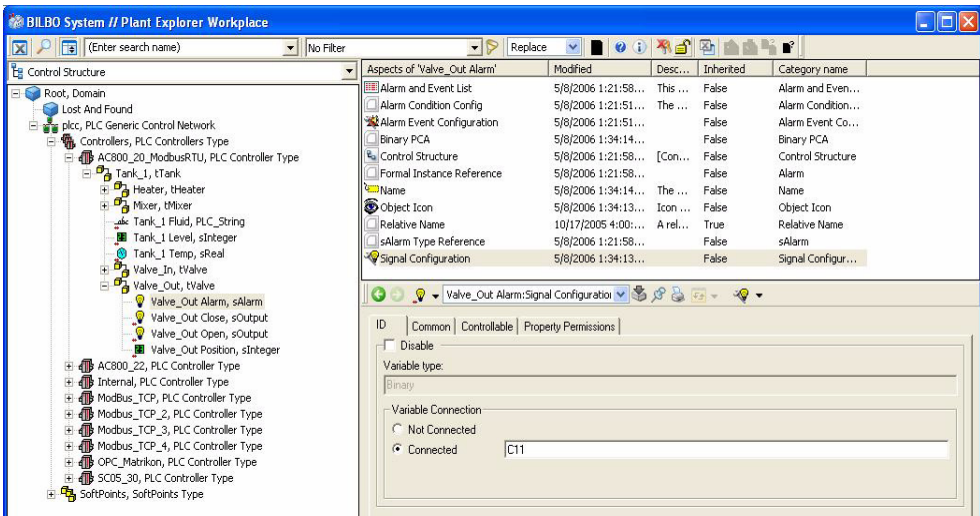 BILBO System // Plant Explorer Workplace
(Enter search name) No Filter Replace
Control Structure
Root, Domain
Lost And Found
plcc, PLC Generic Control Network
Controllers, PLC Controllers Type
AC800_20_ModbusRTU, PLC Controller Type
Tank_1, tTank
Heater, tHeater
Mixer, tMixer
abc Tank_1 Fluid, PLC_String
Tank_1 Level, sInteger
Tank_1 Temp, sReal
Valve_In, tValve
Valve_Out, tValve
Valve_Out Alarm, sAlarm
Valve_Out Close, sOutput
Valve_Out Open, sOutput
Valve_Out Position, sInteger
AC800_22, PLC Controller Type
Internal, PLC Controller Type
ModBus_TCP, PLC Controller Type
ModBus_TCP_2, PLC Controller Type
Modbus_TCP_3, PLC Controller Type
Modbus_TCP_4, PLC Controller Type
OPC_Matrikon, PLC Controller Type
SC05_30, PLC Controller Type
SoftPoints, SoftPoints Type
Aspects of 'Valve_Out Alarm' Modified Desc... Inherited Category name
Alarm and Event List 5/8/2006 1:21:58... This ... False Alarm and Even...
Alarm Condition Config 5/8/2006 1:21:51... The ... False Alarm Condition...
Alarm Event Configuration 5/8/2006 1:21:51... False Alarm Event Co...
Binary PCA 5/8/2006 1:34:14... False Binary PCA
Control Structure 5/8/2006 1:21:58... [Con... False Control Structure
Formal Instance Reference 5/8/2006 1:21:58... False Alarm
Name 5/8/2006 1:34:14... The ... False Name
Object Icon 5/8/2006 1:34:13... Icon ... False Object Icon
Relative Name 10/17/2005 4:00:... A rel... True Relative Name
sAlarm Type Reference 5/8/2006 1:21:58... False sAlarm
Signal Configuration 5/8/2006 1:34:13... False Signal Configur...
Valve_Out Alarm:Signal Configuration
ID Common Controllable Property Permissions
Disable
Variable type:
Binary
Variable Connection
Not Connected
Connected C11